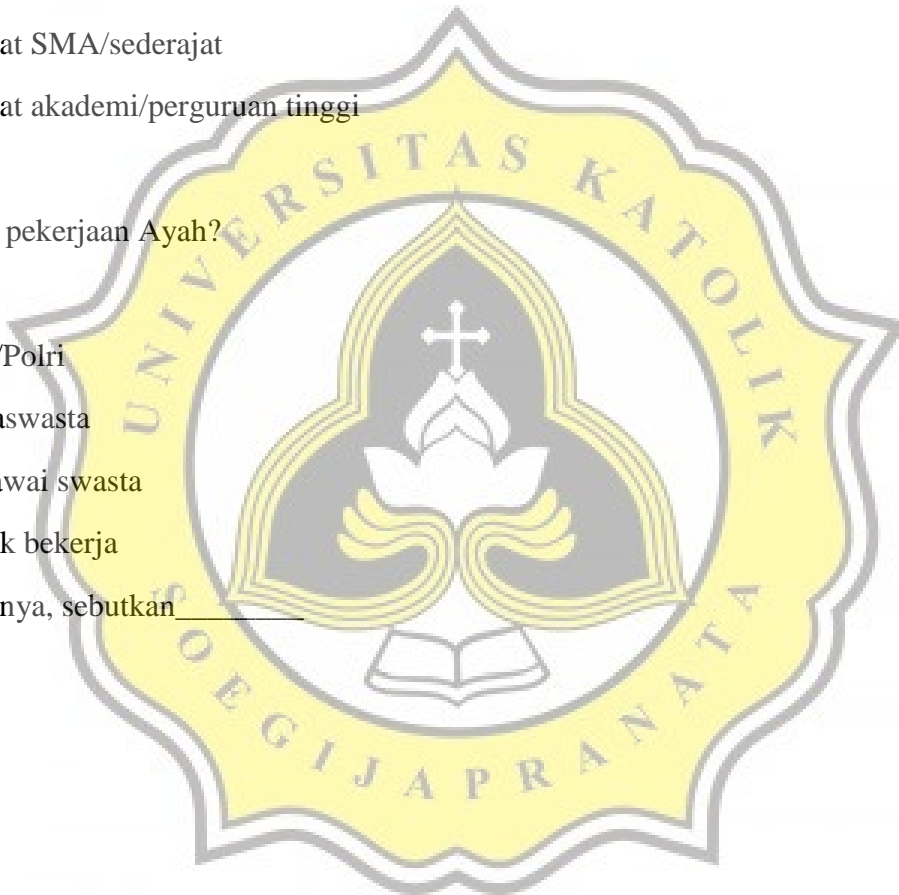 at SMA/sederajat
at akademi/perguruan tinggi
pekerjaan Ayah?
/Polri
aswasta
awai swasta
k bekerja
nya, sebutkan________
UNIVERSITAS KATOLIK
SOEGIJAPRANATA